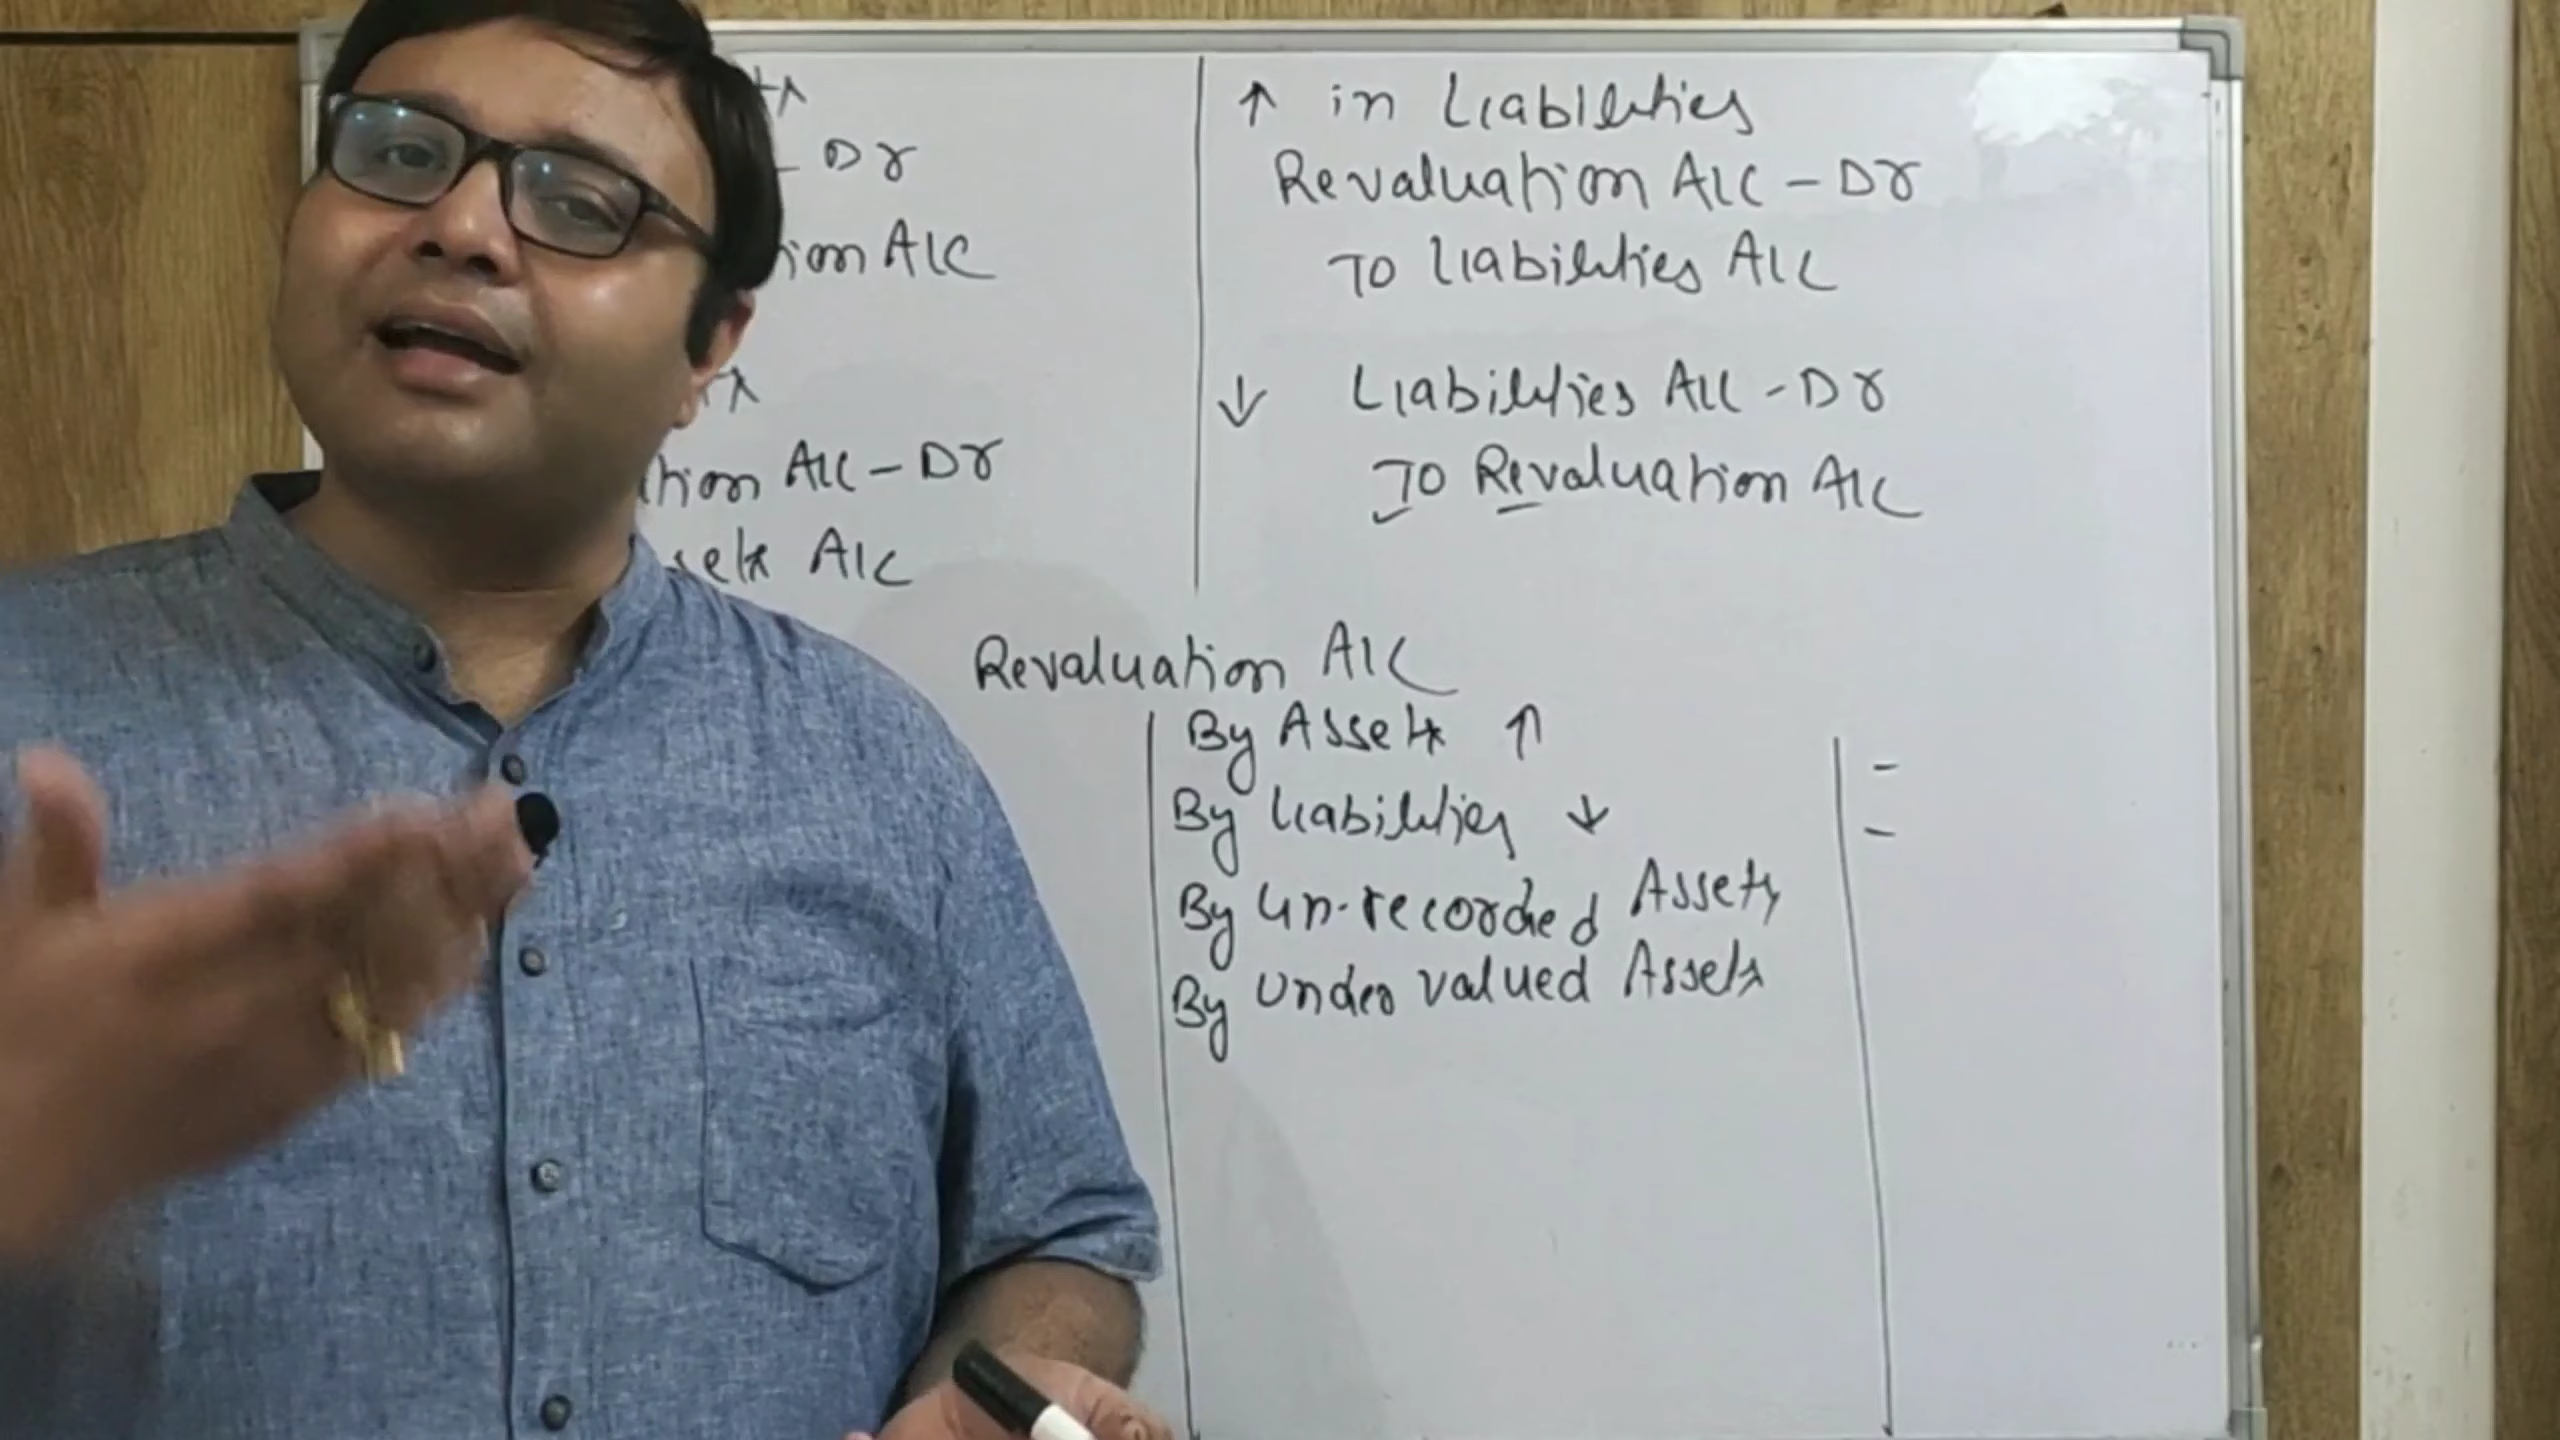 Dr
A/C
↑ in Liabilities
Revaluation A/C - Dr
To Liabilities A/C
A/C - Dr
A/C
↓ Liabilities A/C - Dr
To Revaluation A/C
Revaluation A/C
By Assets ↑
By Liabilities ↓
By Un-recorded Assets
By Under valued Assets